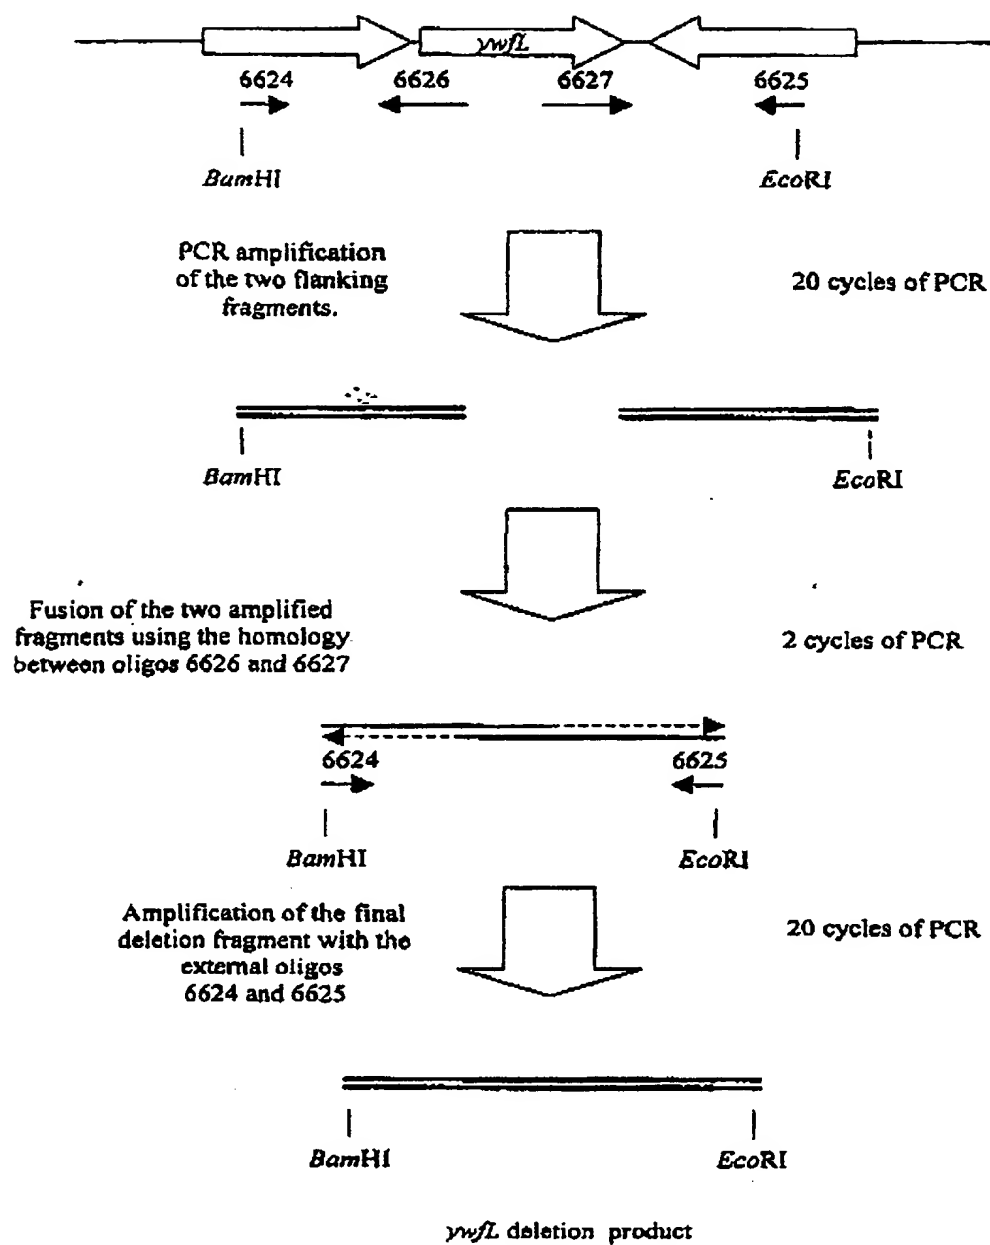 ywfL
6624 6626 6627 6625
BamHI EcoRI
PCR amplification
of the two flanking
fragments.
20 cycles of PCR
BamHI EcoRI
Fusion of the two amplified
fragments using the homology
between oligos 6626 and 6627
2 cycles of PCR
6624 6625
BamHI EcoRI
Amplification of the final
deletion fragment with the
external oligos
6624 and 6625
20 cycles of PCR
BamHI EcoRI
ywfL deletion product